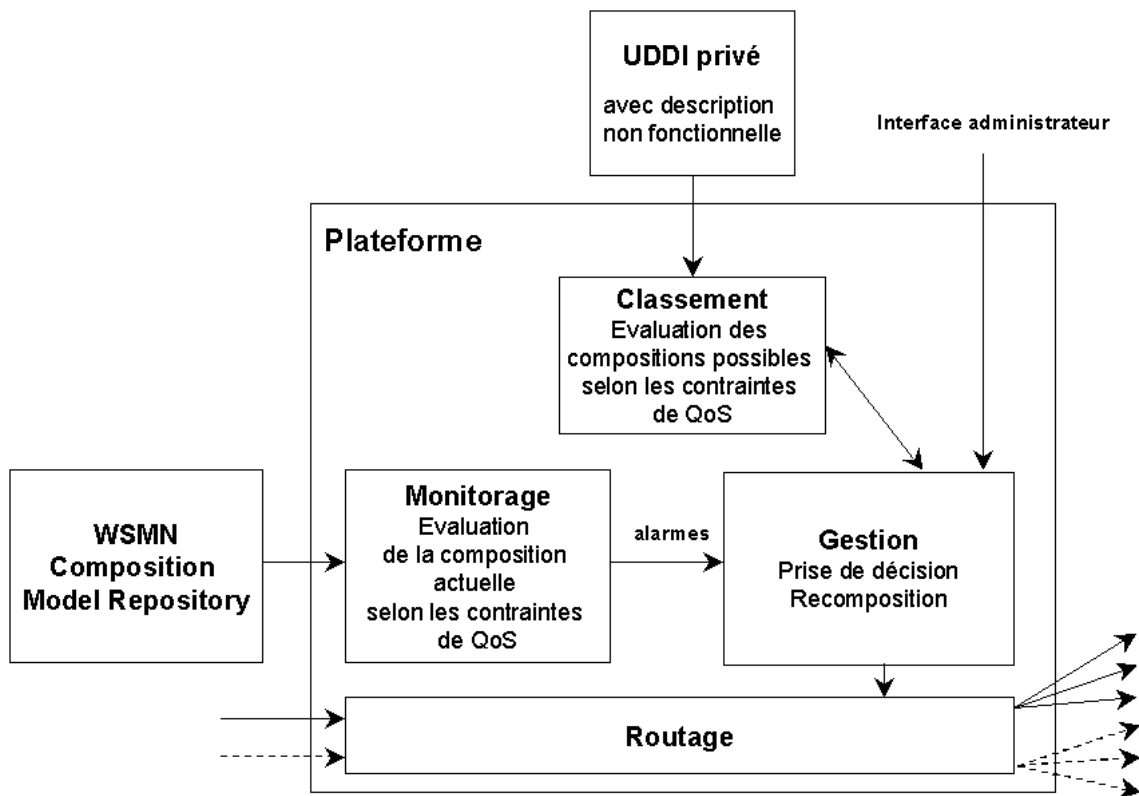 UDDI privé
avec description
non fonctionnelle
Interface administrateur
Plateforme
Classement
Evaluation des
compositions possibles
selon les contraintes
de QoS
WSMN
Composition
Model Repository
Monitorage
Evaluation
de la composition
actuelle
selon les contraintes
de QoS
alarmes
Gestion
Prise de décision
Recomposition
Routage